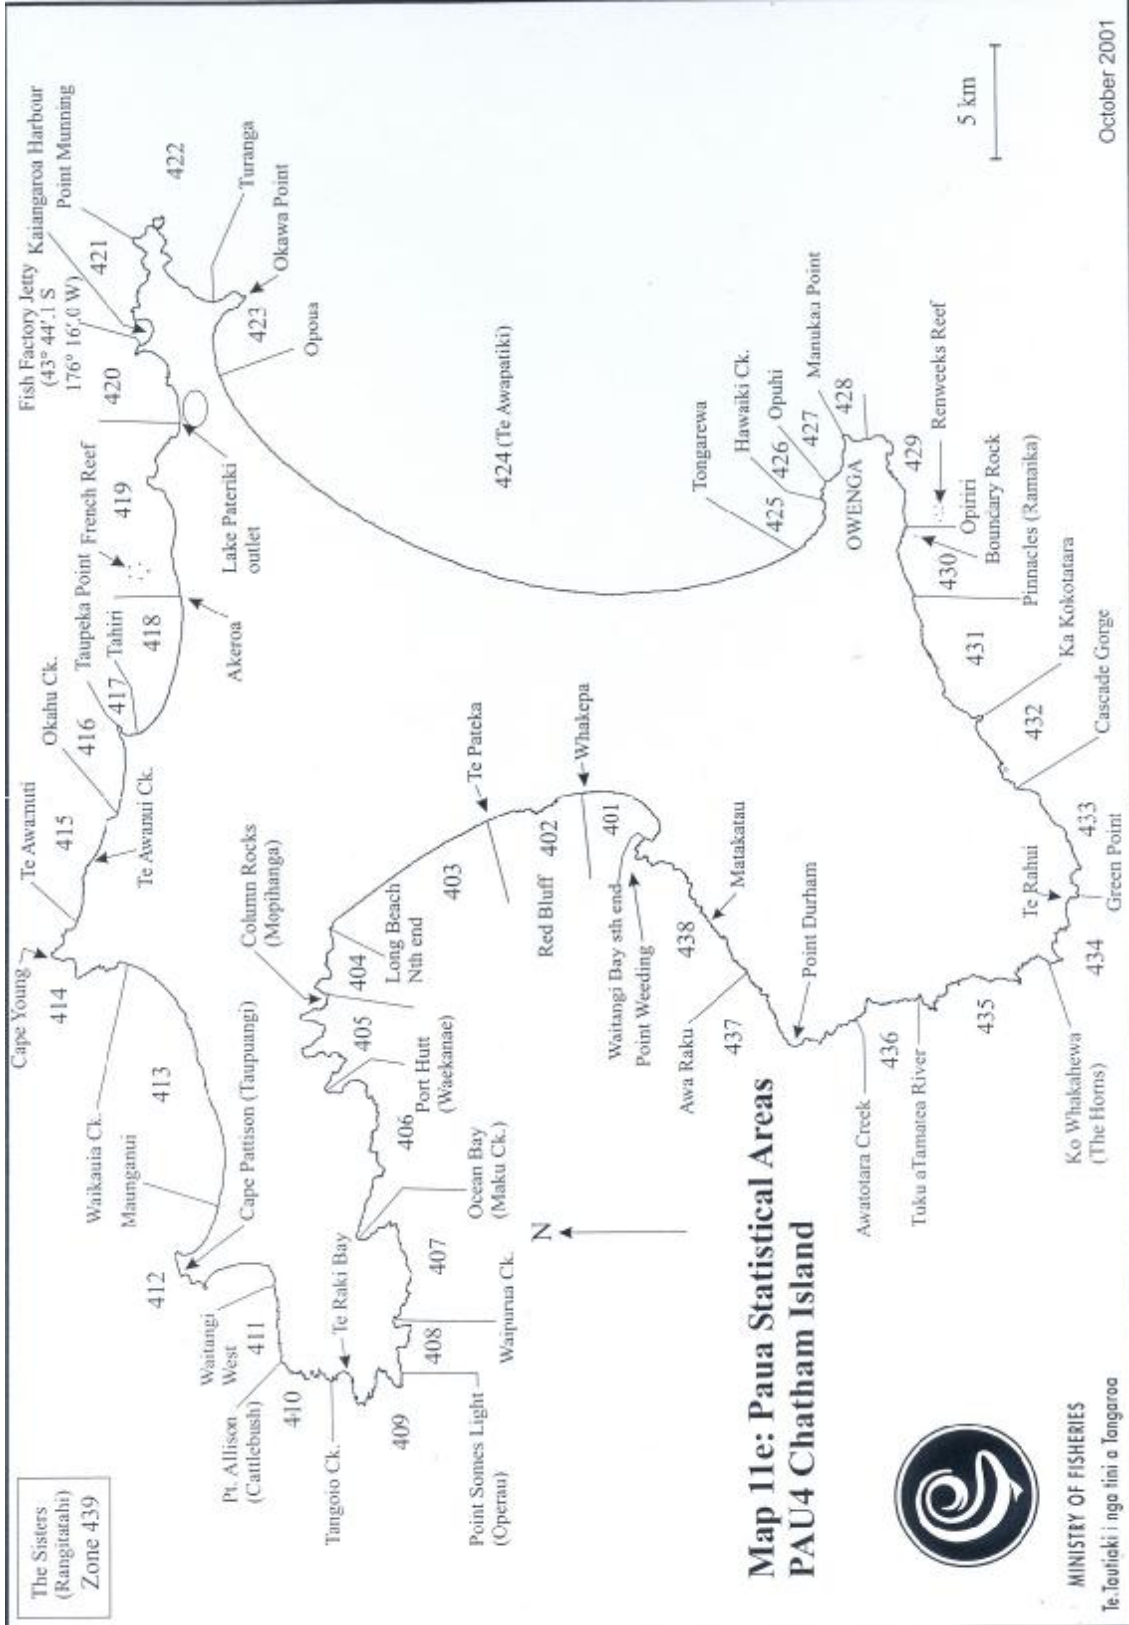 The Sisters
(Rangitatahi)
Zone 439
Cape Young
414
Te Awamuti
415
Okahu Ck.
416
Taupeka Point
417
Tahiri
418
French Reef
419
Fish Factory Jetty
(43° 44'.1 S
176° 16'.0 W)
420
Kaiangaroa Harbour
Point Munning
421
422
Turanga
Okawa Point
423
Opoua
Lake Pateriki
outlet
Akeroa
Te Awanui Ck.
Waikauia Ck.
413
Maunganui
Cape Pattison (Taupuangi)
412
Waitangi
West
411
Pt. Allison
(Cattlebush)
410
Tangoio Ck.
Te Raki Bay
409
Point Somes Light
(Operau)
408
Waipurua Ck.
407
Ocean Bay
(Maku Ck.)
406
Port Hutt
(Waekanae)
405
Column Rocks
(Mopihanga)
404
Long Beach
Nth end
403
Te Pateka
402
Red Bluff
Whakepa
401
Waitangi Bay sth end
Point Weeding
438
Matakatau
Awa Raku
437
Point Durham
424 (Te Awapatiki)
Tongarewa
425
Hawaiki Ck.
426
Opuhi
427
Manukau Point
428
OWENGA
429
Renweeks Reef
Opiriri
Boundary Rock
430
Pinnacles (Ramaika)
431
Ka Kokotatara
432
Cascade Gorge
433
Te Rahui
Green Point
434
Ko Whakahewa
(The Horns)
435
Tuku aTamatea River
436
Awatotara Creek
N
5 km
Map 11e: Paua Statistical Areas
PAU4 Chatham Island
MINISTRY OF FISHERIES
Te.Tautiaki i nga tini a Tangaroa
October 2001